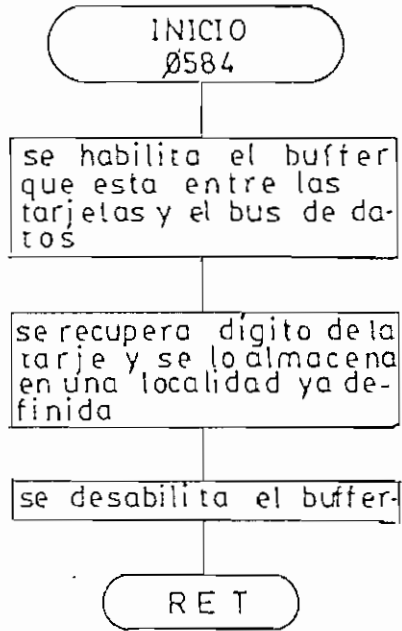 INICIO
Ø584
se habilita el buffer
que esta entre las
tarjetas y el bus de da-
tos
se recupera dígito de la
tarje y se lo almacena
en una localidad ya de-
finida
se desabilita el buffer
RET